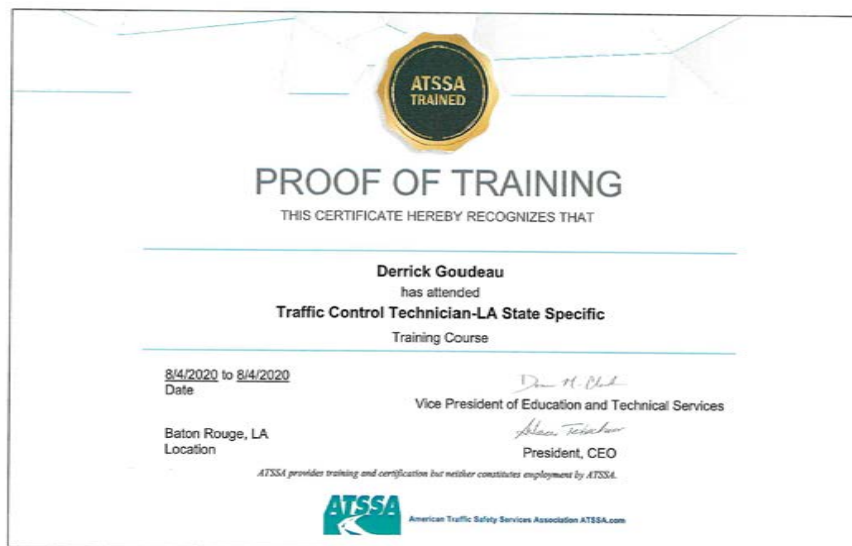 ATSSA
TRAINED
PROOF OF TRAINING
THIS CERTIFICATE HEREBY RECOGNIZES THAT
Derrick Goudeau
has attended
Traffic Control Technician-LA State Specific
Training Course
8/4/2020 to 8/4/2020
Date
Vice President of Education and Technical Services
Baton Rouge, LA
Location
President, CEO
ATSSA provides training and certification but neither constitutes employment by ATSSA.
ATSSA
American Traffic Safety Services Association ATSSA.com